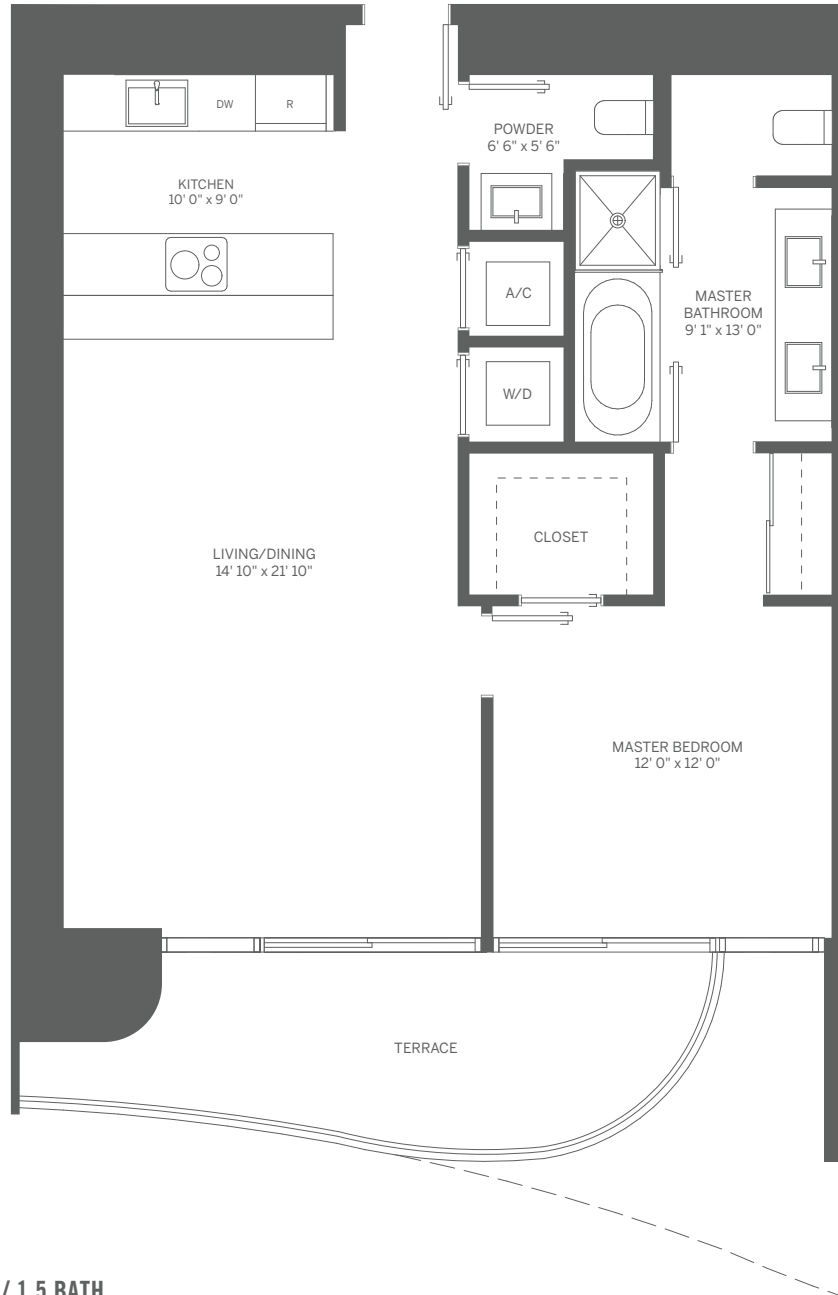 DW
R
POWDER
6' 6" x 5' 6"
KITCHEN
10' 0" x 9' 0"
A/C
MASTER
BATHROOM
9' 1" x 13' 0"
W/D
CLOSET
LIVING/DINING
14' 10" x 21' 10"
MASTER BEDROOM
12' 0" x 12' 0"
TERRACE
/ 1.5 BATH